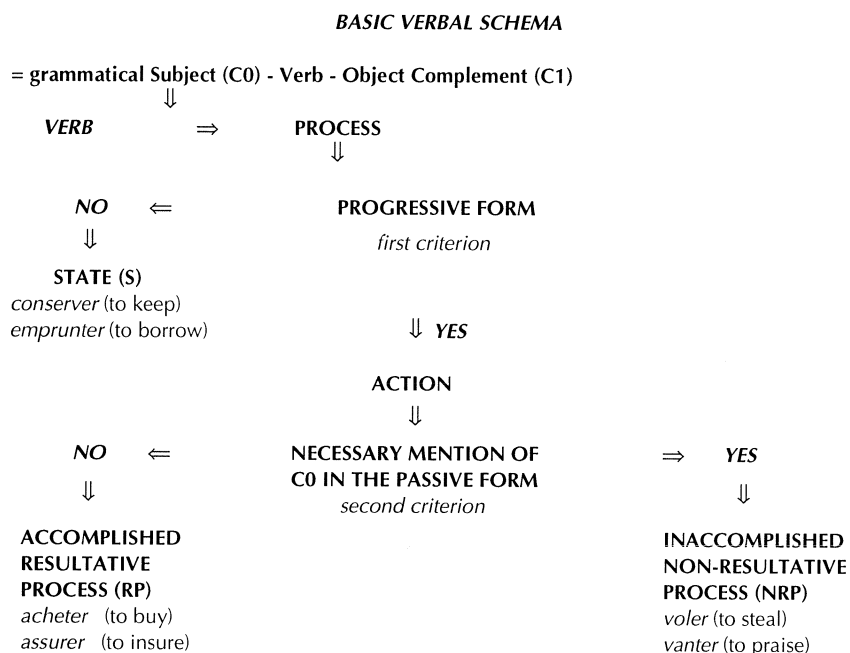 BASIC VERBAL SCHEMA
= grammatical Subject (C0) - Verb - Object Complement (C1)
⇓
VERB ⇒ PROCESS
⇓
NO ⇐ PROGRESSIVE FORM
⇓ first criterion
STATE (S)
conserver (to keep)
emprunter (to borrow) ⇓ YES
ACTION
⇓
NO ⇐ NECESSARY MENTION OF ⇒ YES
C0 IN THE PASSIVE FORM
⇓ second criterion ⇓
ACCOMPLISHED
RESULTATIVE
PROCESS (RP)
acheter (to buy)
assurer (to insure)
INACCOMPLISHED
NON-RESULTATIVE
PROCESS (NRP)
voler (to steal)
vanter (to praise)